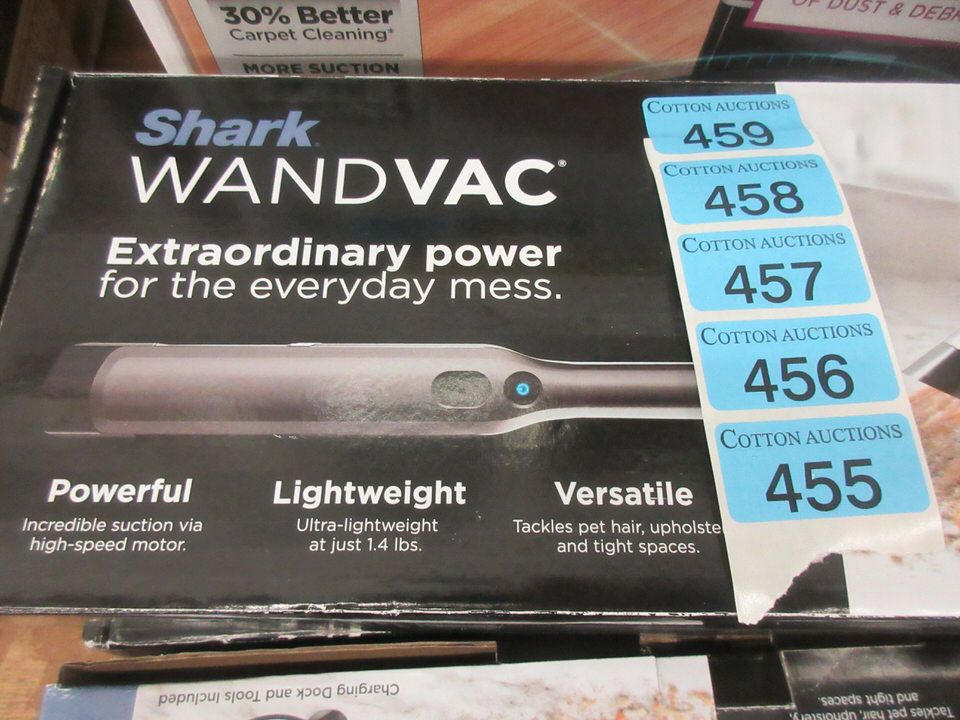 30% Better
Carpet Cleaning*
MORE SUCTION
OF DUST & DEBR
Shark
WANDVAC®
Extraordinary power
for the everyday mess.
Powerful
Incredible suction via
high-speed motor.
Lightweight
Ultra-lightweight
at just 1.4 lbs.
Versatile
Tackles pet hair, upholste
and tight spaces.
COTTON AUCTIONS
459
COTTON AUCTIONS
458
COTTON AUCTIONS
457
COTTON AUCTIONS
456
COTTON AUCTIONS
455
Charging Dock and Tools Included
Tackles pet hair, upholstery,
and tight spaces